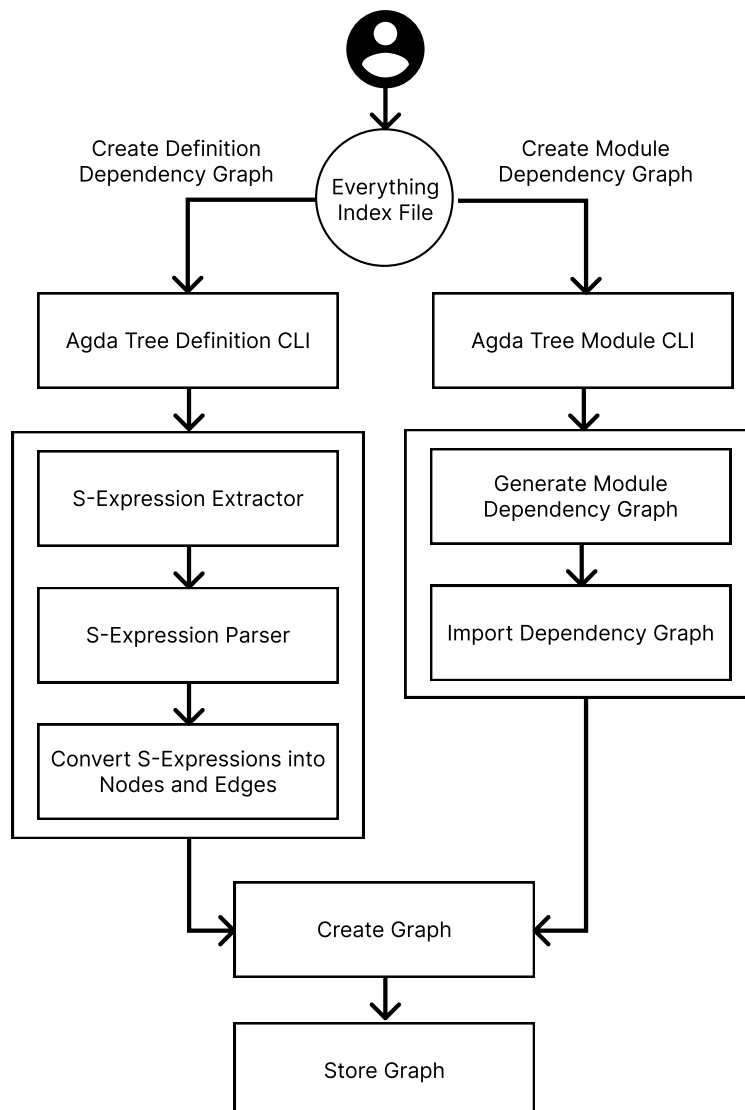 Create Definition
Dependency Graph
Create Module
Dependency Graph
Everything
Index File
Agda Tree Definition CLI
Agda Tree Module CLI
S-Expression Extractor
Generate Module
Dependency Graph
S-Expression Parser
Import Dependency Graph
Convert S-Expressions into
Nodes and Edges
Create Graph
Store Graph